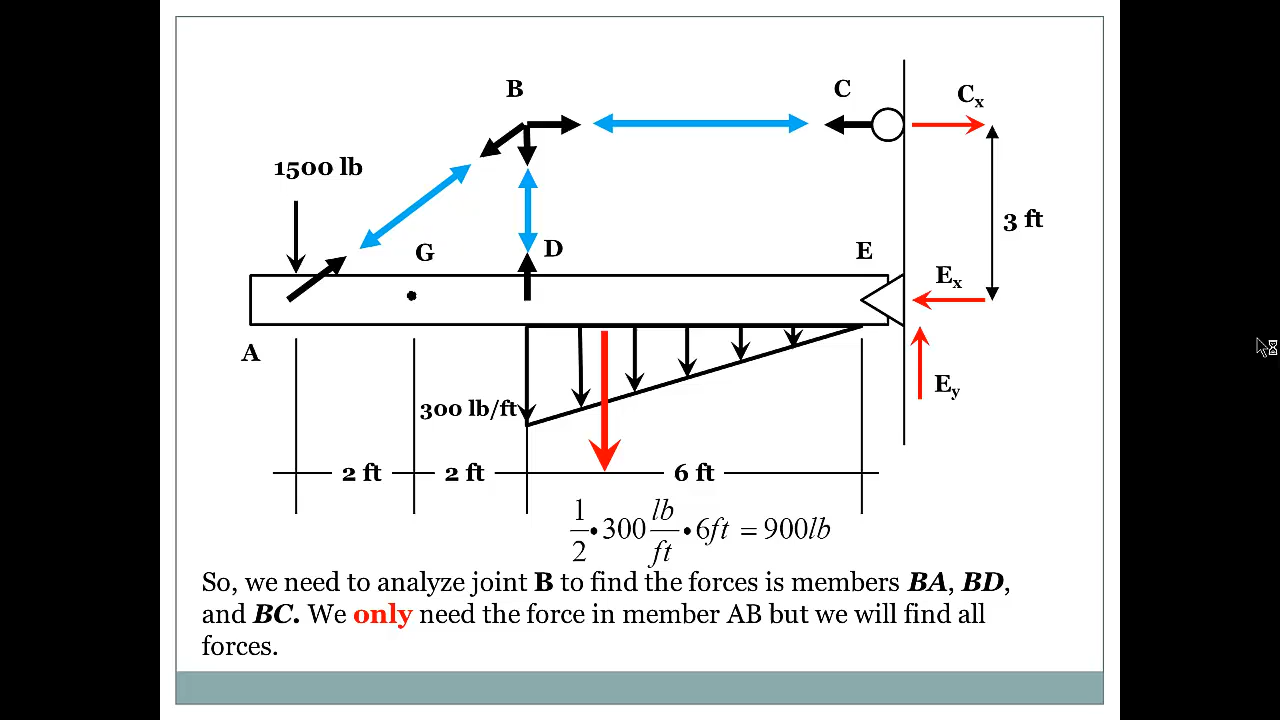 B
C
Cx
1500 lb
3 ft
G
D
E
Ex
A
300 lb/ft
Ey
2 ft
2 ft
6 ft
1/2 • 300 lb/ft • 6ft = 900lb
So, we need to analyze joint B to find the forces is members BA, BD,
and BC. We only need the force in member AB but we will find all
forces.